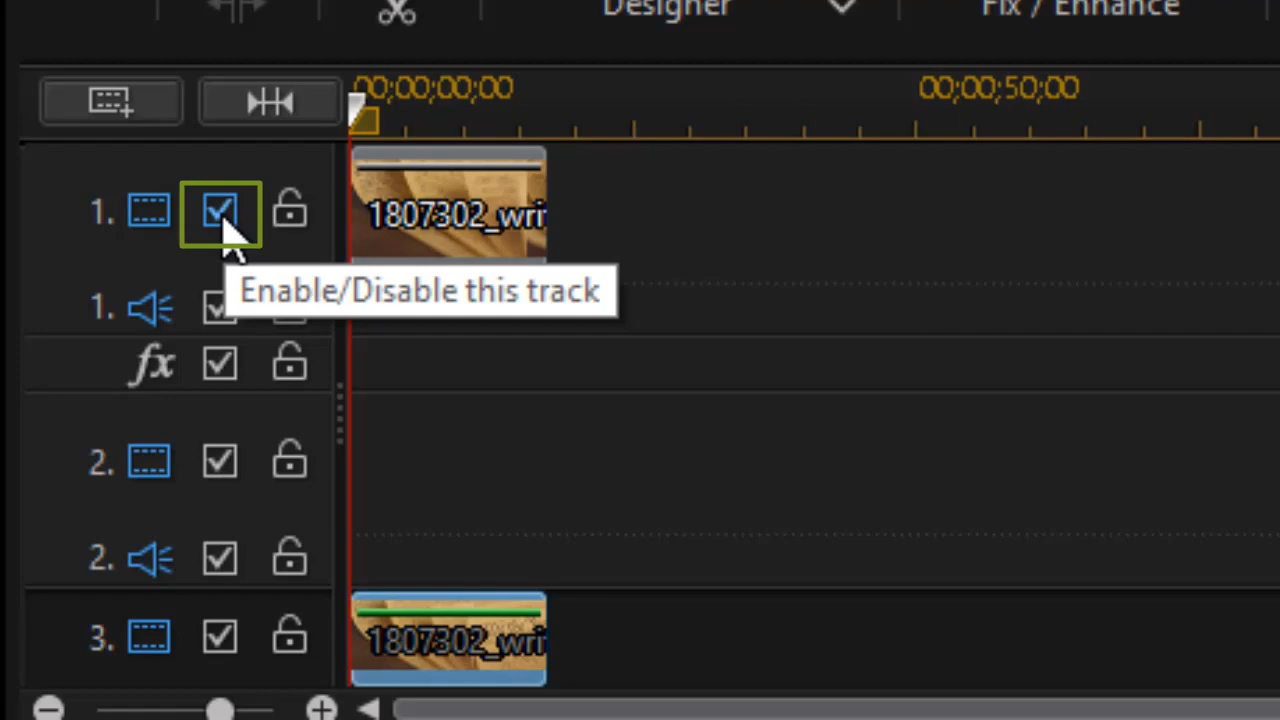 Designer
Fix / Enhance
00;00;00;00
00;00;50;00
1.
1807302_wri
Enable/Disable this track
1.
fx
2.
2.
3.
1807302_wri